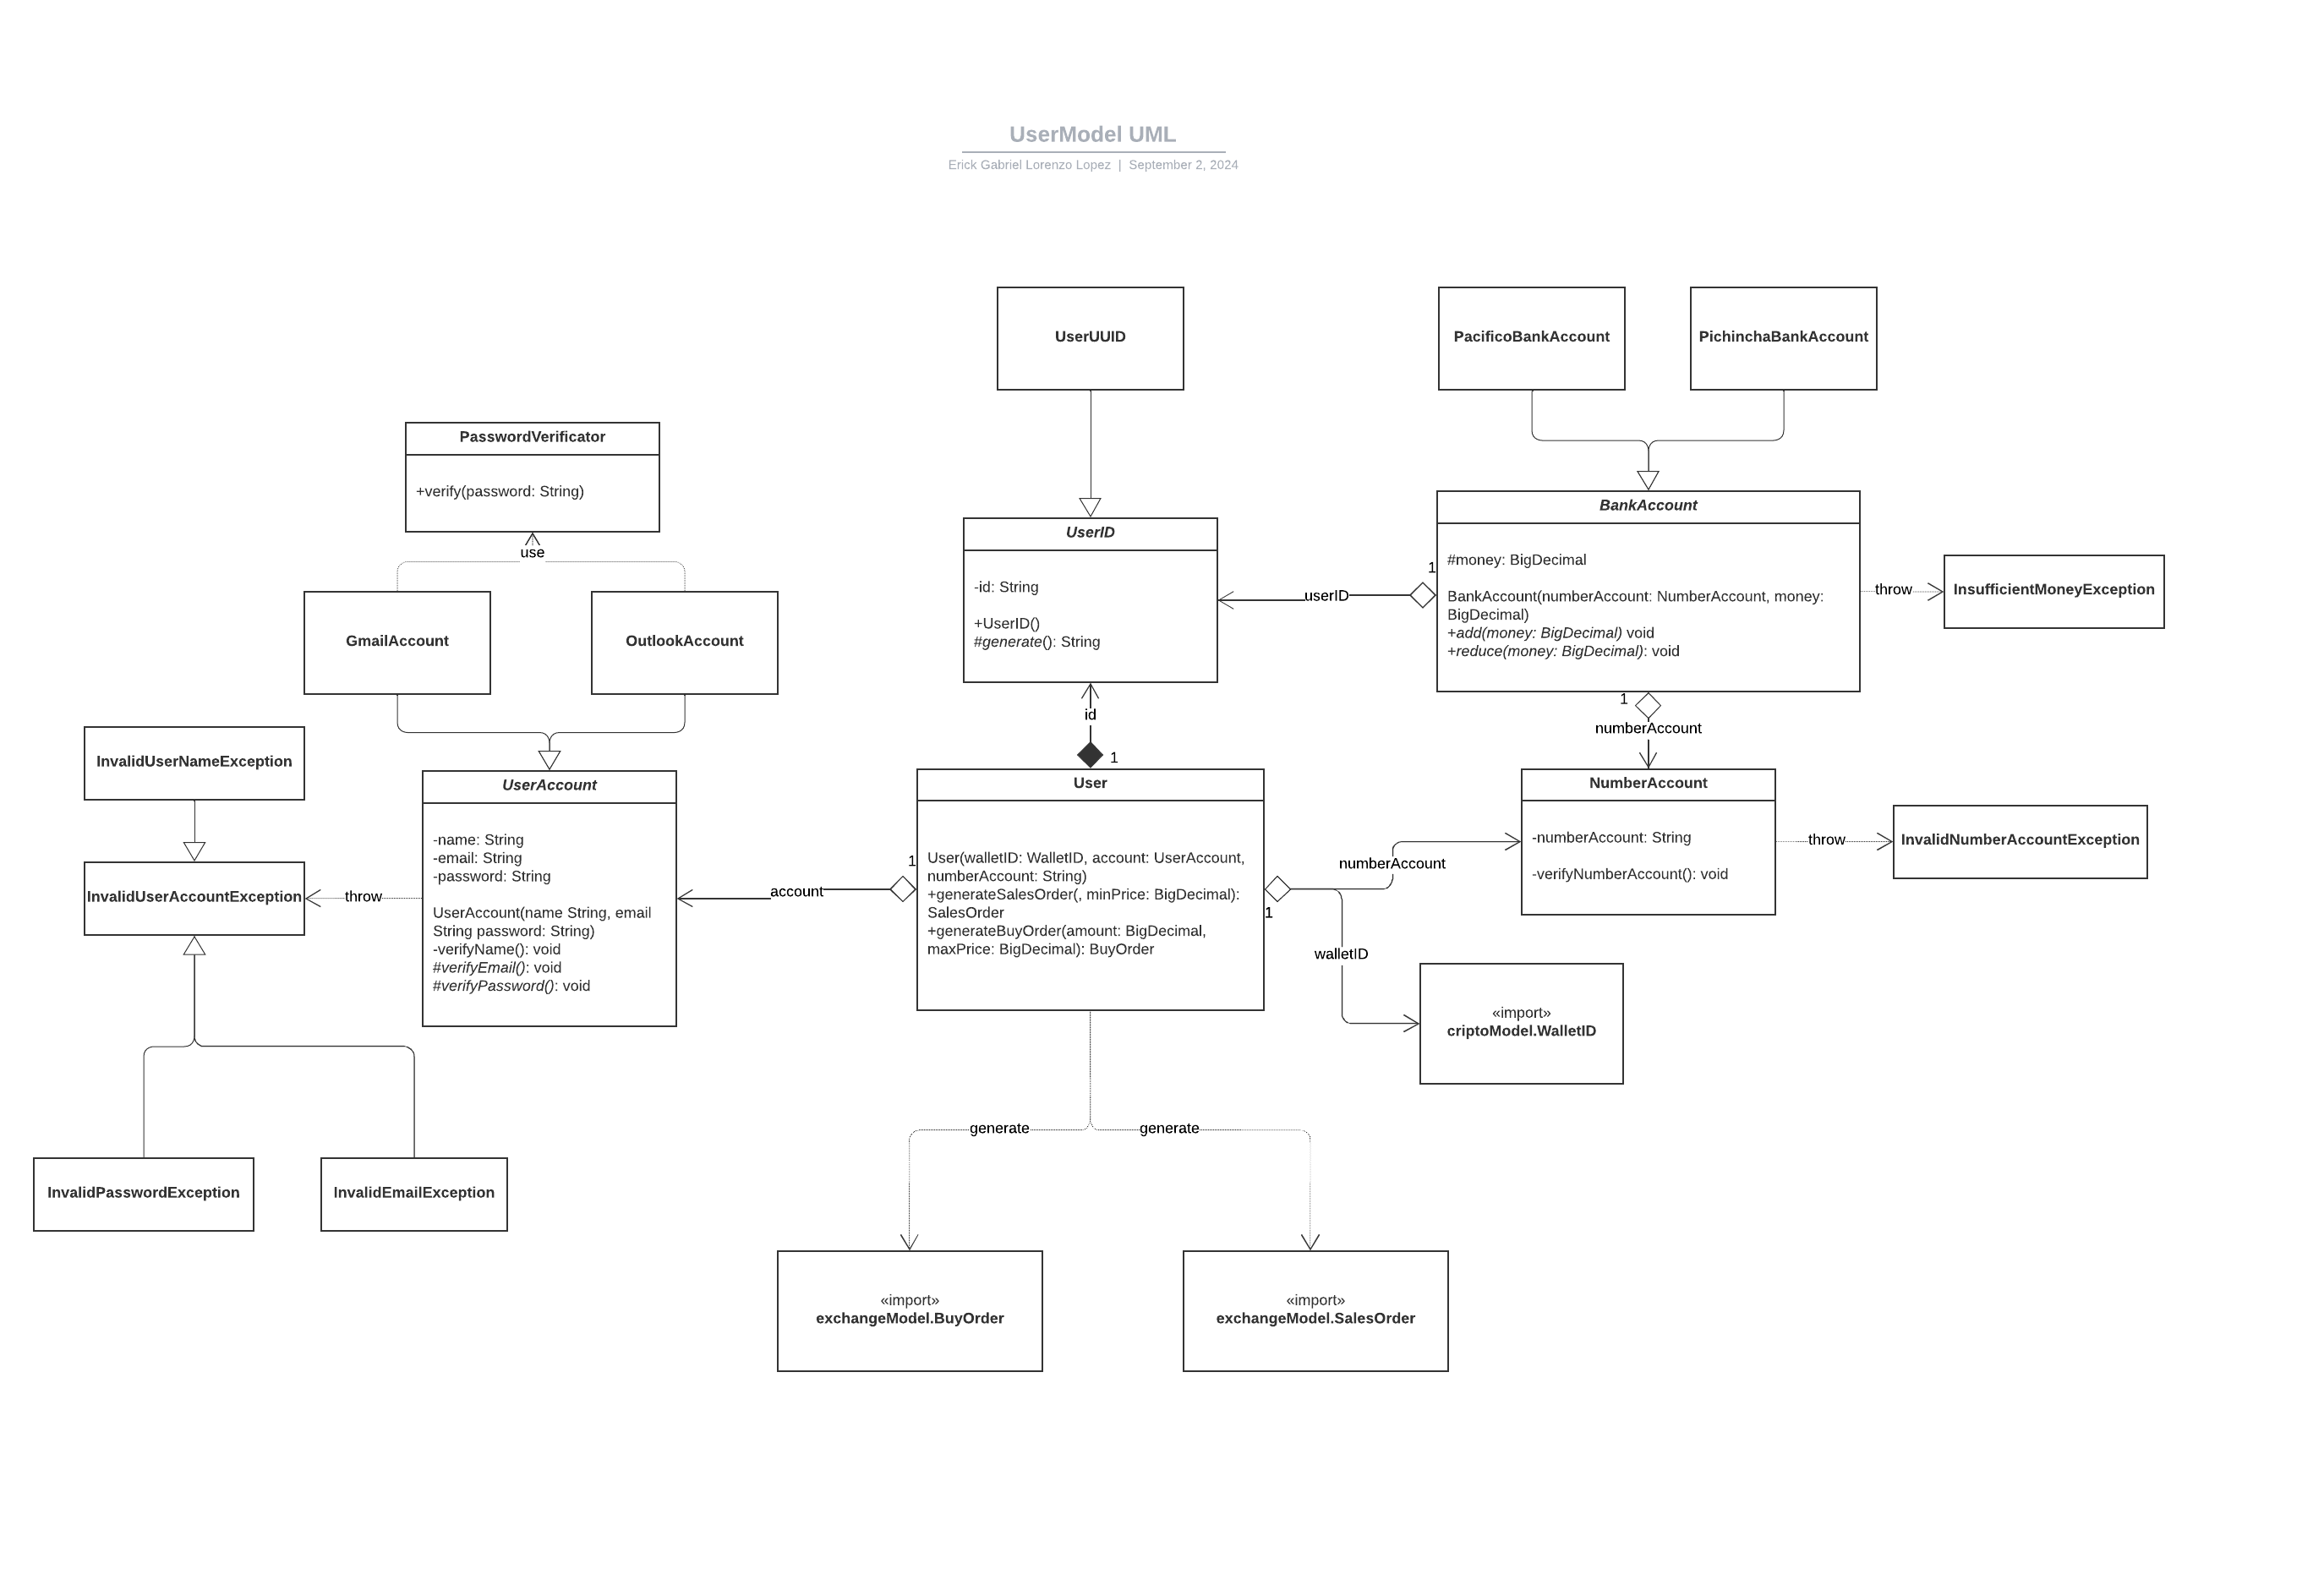 UserModel UML
Erick Gabriel Lorenzo Lopez | September 2, 2024
UserUUID
PacificoBankAccount
PichinchaBankAccount
PasswordVerificator
+verify(password: String)
use
GmailAccount
OutlookAccount
UserID
-id: String
+UserID()
#generate(): String
userID
1
BankAccount
#money: BigDecimal
BankAccount(numberAccount: NumberAccount, money:
BigDecimal)
+add(money: BigDecimal) void
+reduce(money: BigDecimal): void
throw
InsufficientMoneyException
1
numberAccount
id
1
InvalidUserNameException
InvalidUserAccountException
throw
UserAccount
-name: String
-email: String
-password: String
UserAccount(name String, email
String password: String)
-verifyName(): void
#verifyEmail(): void
#verifyPassword(): void
account
1
User
User(walletID: WalletID, account: UserAccount,
numberAccount: String)
+generateSalesOrder(, minPrice: BigDecimal):
SalesOrder
+generateBuyOrder(amount: BigDecimal,
maxPrice: BigDecimal): BuyOrder
1
numberAccount
walletID
NumberAccount
-numberAccount: String
-verifyNumberAccount(): void
throw
InvalidNumberAccountException
«import»
criptoModel.WalletID
generate
generate
InvalidPasswordException
InvalidEmailException
«import»
exchangeModel.BuyOrder
«import»
exchangeModel.SalesOrder